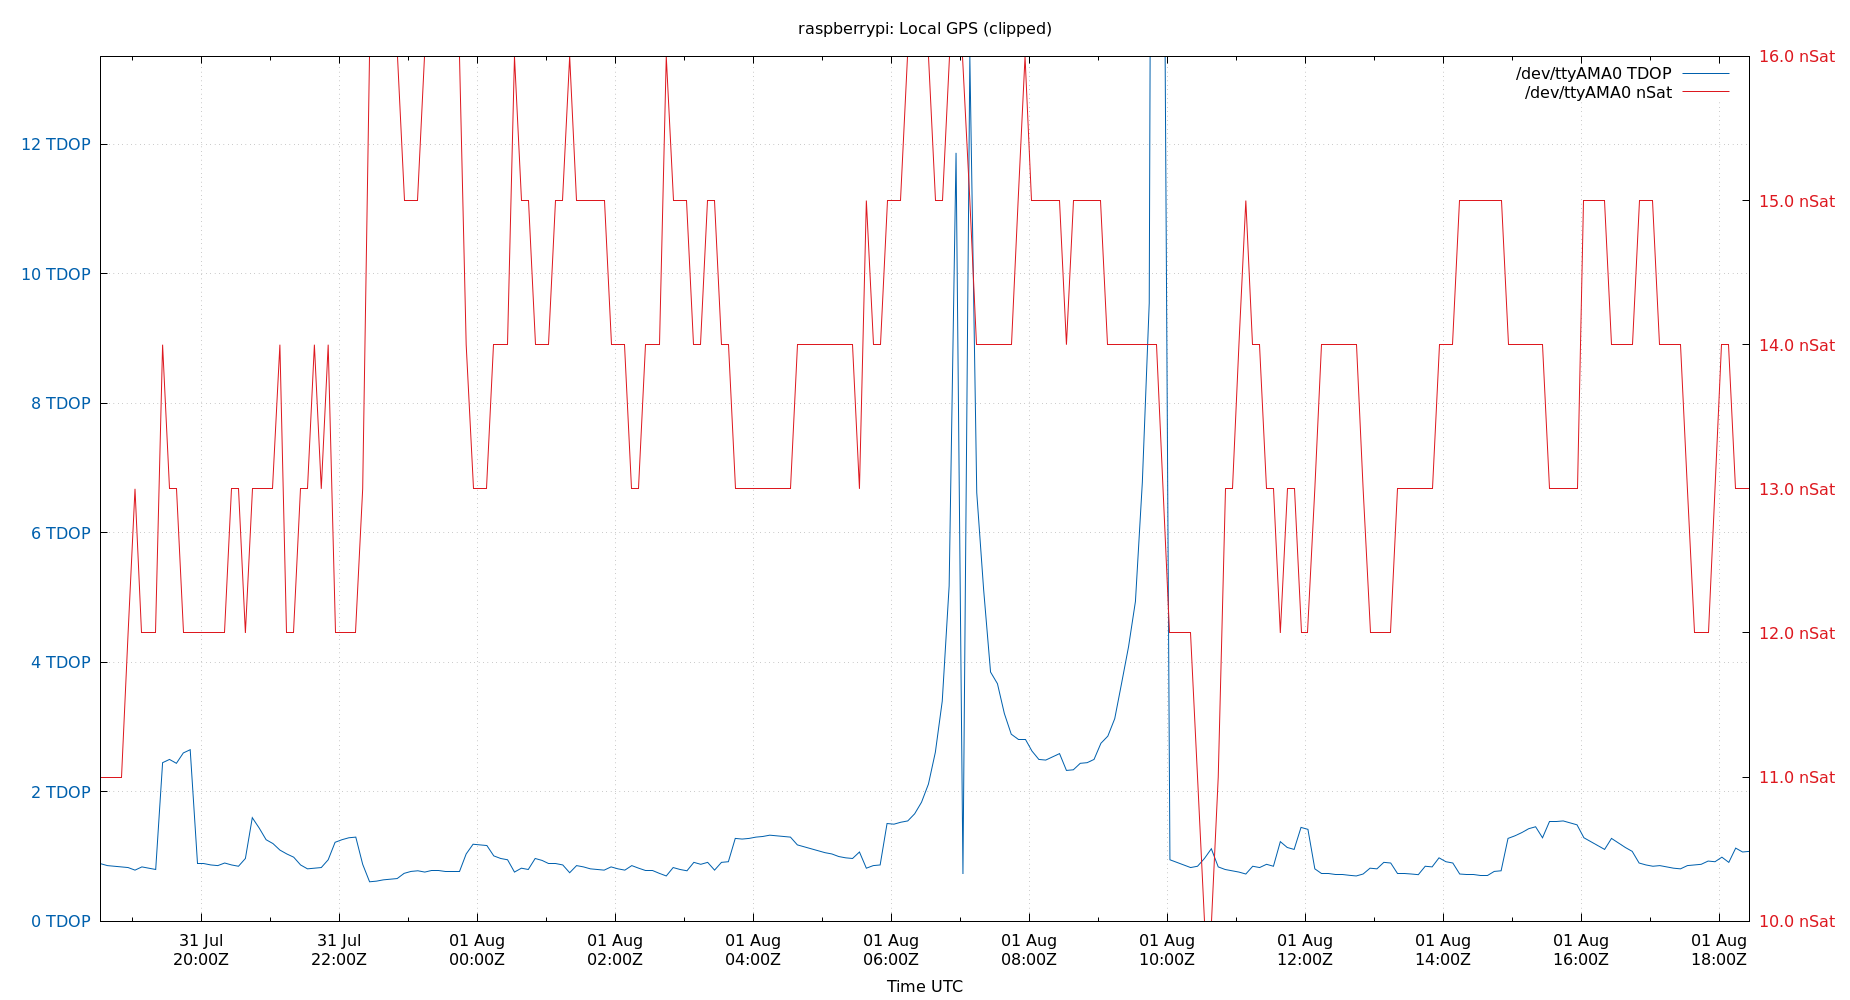 raspberrypi: Local GPS (clipped)
16.0 nSat
/dev/ttyAMA0 TDOP
/dev/ttyAMA0 nSat
12 TDOP
15.0 nSat
10 TDOP
14.0 nSat
8 TDOP
13.0 nSat
6 TDOP
12.0 nSat
4 TDOP
11.0 nSat
2 TDOP
0 TDOP
10.0 nSat
31 Jul 31 Jul 01 Aug 01 Aug 01 Aug 01 Aug 01 Aug 01 Aug 01 Aug 01 Aug 01 Aug 01 Aug
20:00Z 22:00Z 00:00Z 02:00Z 04:00Z 06:00Z 08:00Z 10:00Z 12:00Z 14:00Z 16:00Z 18:00Z
Time UTC